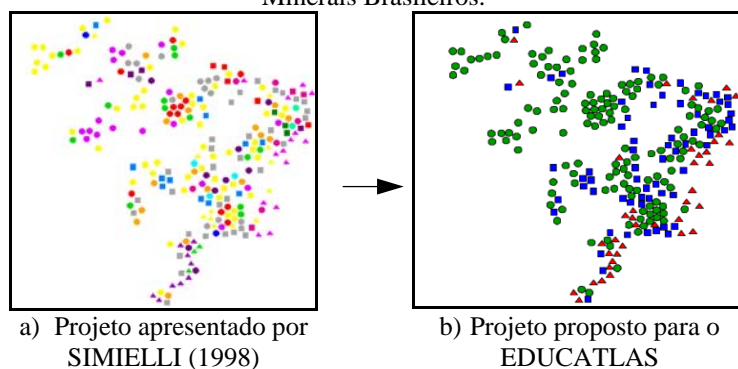 Minerais Brasileiros.
a) Projeto apresentado por
SIMIELLI (1998)
b) Projeto proposto para o
EDUCATLAS